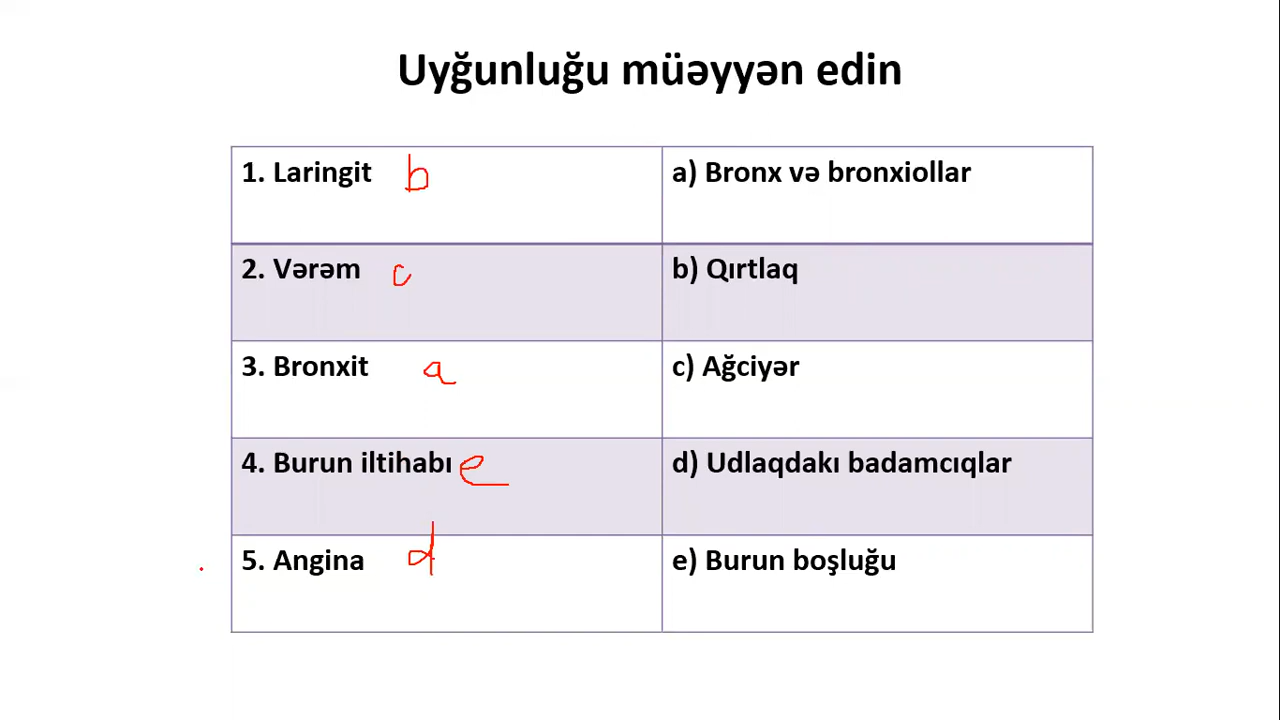 Uyğunluğu müəyyən edin
1. Laringit b
a) Bronx və bronxiollar
2. Vərəm c
b) Qırtlaq
3. Bronxit a
c) Ağciyər
4. Burun iltihabı e
d) Udlaqdakı badamcıqlar
5. Angina d
e) Burun boşluğu